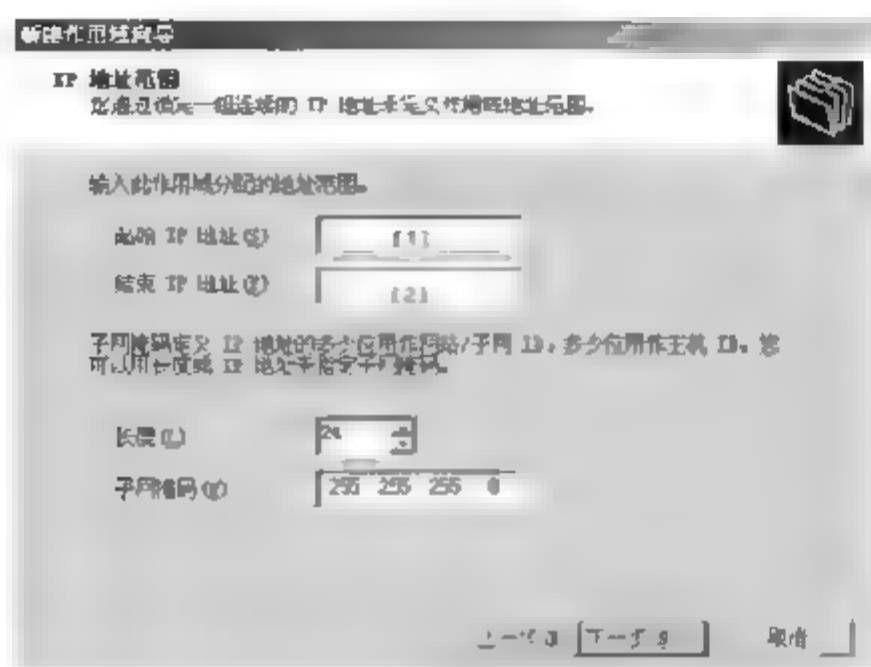 新建作用域向导
IP 地址范围
您通过确定一组连续的 IP 地址来定义作用域地址范围。
输入此作用域分配的地址范围。
起始 IP 地址(S)
(1)
结束 IP 地址(E)
(2)
子网掩码定义 IP 地址的多少位用作网络/子网 ID，多少位用作主机 ID。您
可以用长度或 IP 地址来指定子网掩码。
长度(L)
24
子网掩码(U)
255 255 255 0
上一步 下一步
取消